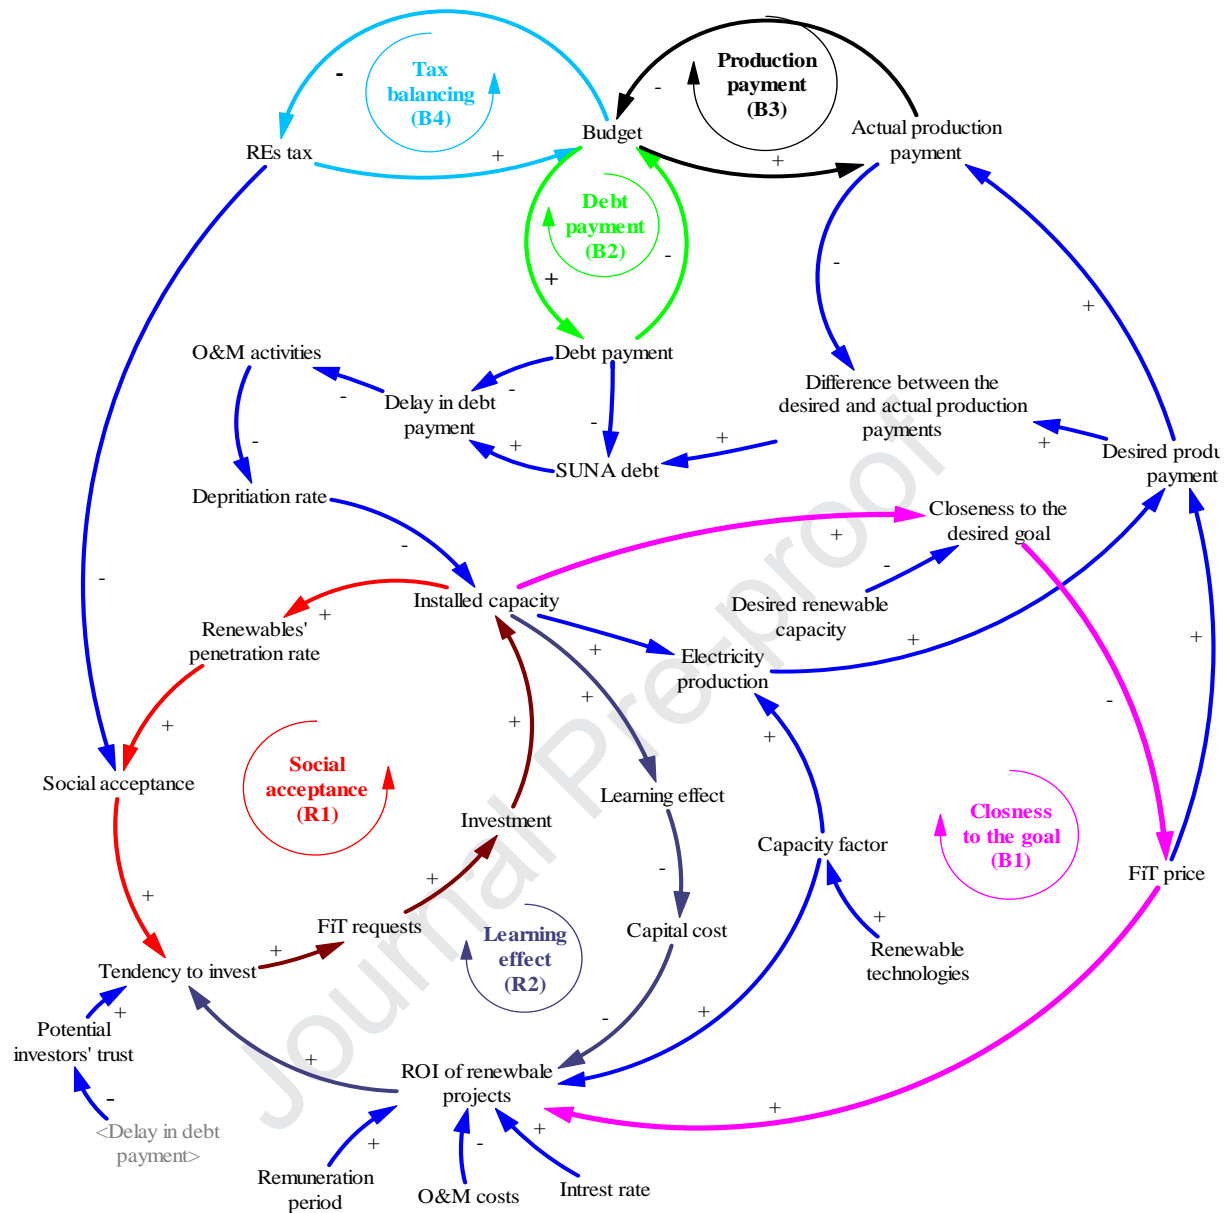 Tax
balancing
(B4)
Production
payment
(B3)
Budget
Actual production
payment
REs tax
Debt
payment
(B2)
O&M activities
Debt payment
Delay in debt
payment
Difference between the
desired and actual production
payments
SUNA debt
Desired produ
payment
Depritiation rate
Closeness to the
desired goal
Installed capacity
Desired renewable
capacity
Renewables'
penetration rate
Electricity
production
Social acceptance
Social
acceptance
(R1)
Learning effect
Investment
Capacity factor
Closness
to the goal
(B1)
FiT price
FiT requests
Learning
effect
(R2)
Capital cost
Renewable
technologies
Tendency to invest
Potential
investors' trust
ROI of renewbale
projects
<Delay in debt
payment>
Remuneration
period
O&M costs
Intrest rate
Journal Pre-proof
-
-
+
+
+
-
-
+
-
-
-
-
+
+
+
-
-
+
-
-
+
+
+
+
+
-
+
+
+
+
-
+
+
+
+
-
+
+
+
-
+
-
+
+